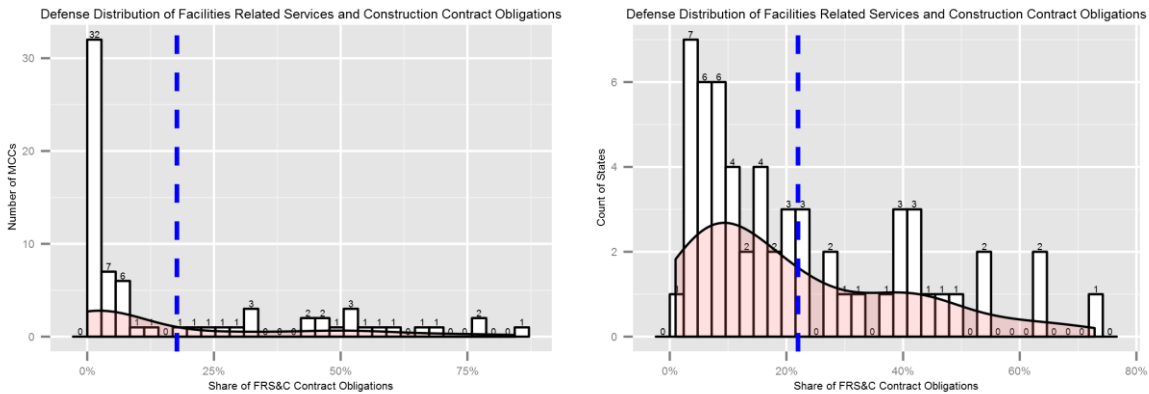 Defense Distribution of Facilities Related Services and Construction Contract Obligations
Number of MCCs
30
20
10
0
0 32 7 6 1 1 0 1 1 1 1 1 3 0 0 2 2 1 3 1 1 1 0 1 1 0 0 2 0 0 1
0% 25% 50% 75%
Share of FRS&C Contract Obligations
Defense Distribution of Facilities Related Services and Construction Contract Obligations
Count of States
6
4
2
0
0 1 7 6 6 4 2 4 2 3 3 0 2 1 1 1 3 3 1 1 1 0 2 0 0 0 2 0 0 0 1 0
0% 20% 40% 60% 80%
Share of FRS&C Contract Obligations